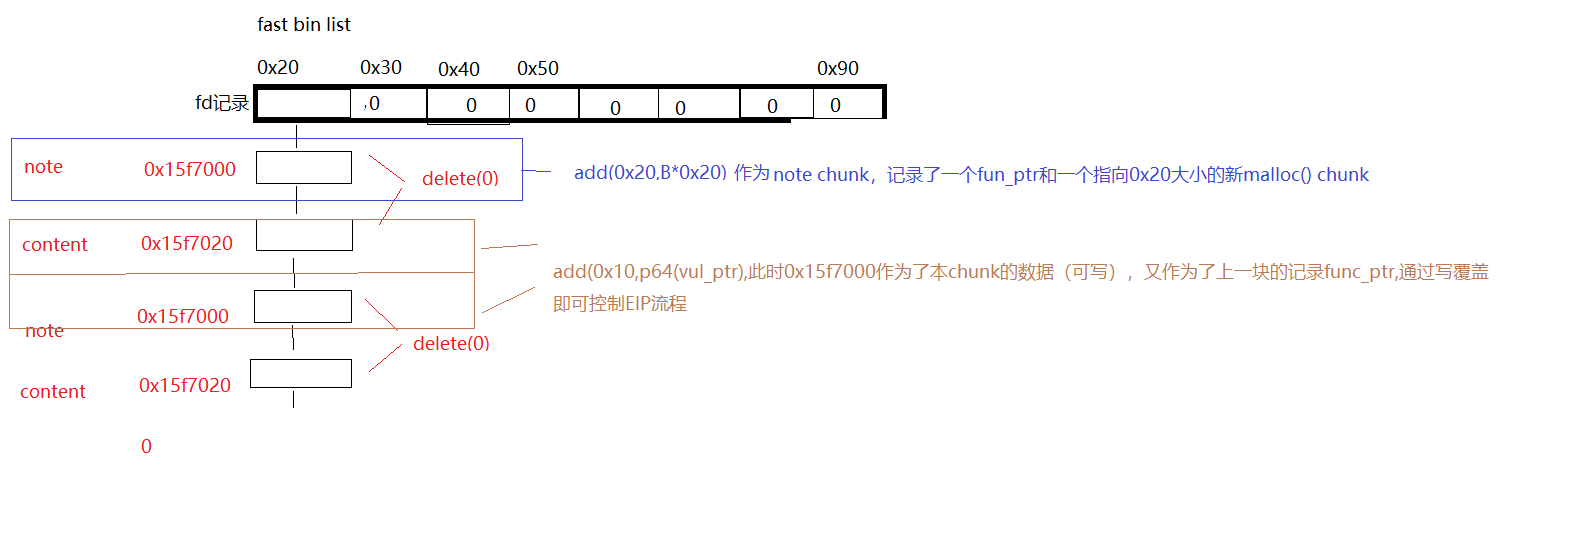 fast bin list
0x20 0x30 0x40 0x50 0x90
fd记录 ,0 0 0 0 0 0 0
note 0x15f7000 delete(0) add(0x20,B*0x20) 作为note chunk，记录了一个fun_ptr和一个指向0x20大小的新malloc() chunk
content 0x15f7020
add(0x10,p64(vul_ptr),此时0x15f7000作为了本chunk的数据（可写），又作为了上一块的记录func_ptr,通过写覆盖
即可控制EIP流程
note 0x15f7000
delete(0)
content 0x15f7020
0